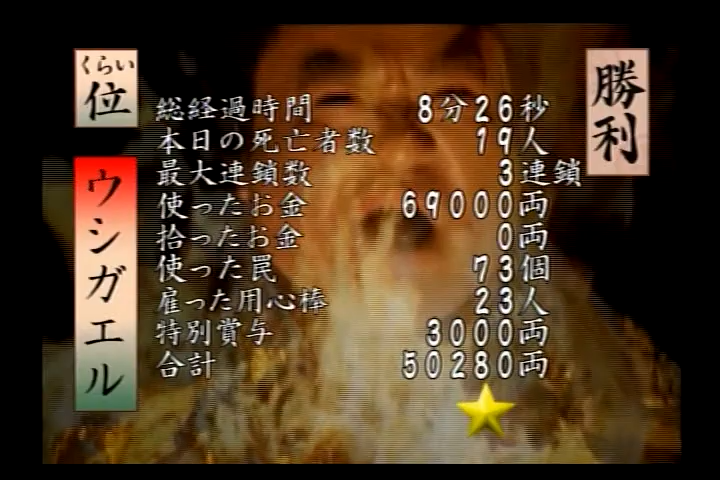 くらい
位
ウシガエル
勝利
総経過時間 8分26秒
本日の死亡者数 19人
最大連鎖数 3連鎖
使ったお金 69000両
拾ったお金 0両
使った罠 73個
雇った用心棒 23人
特別賞与 3000両
合計 50280両